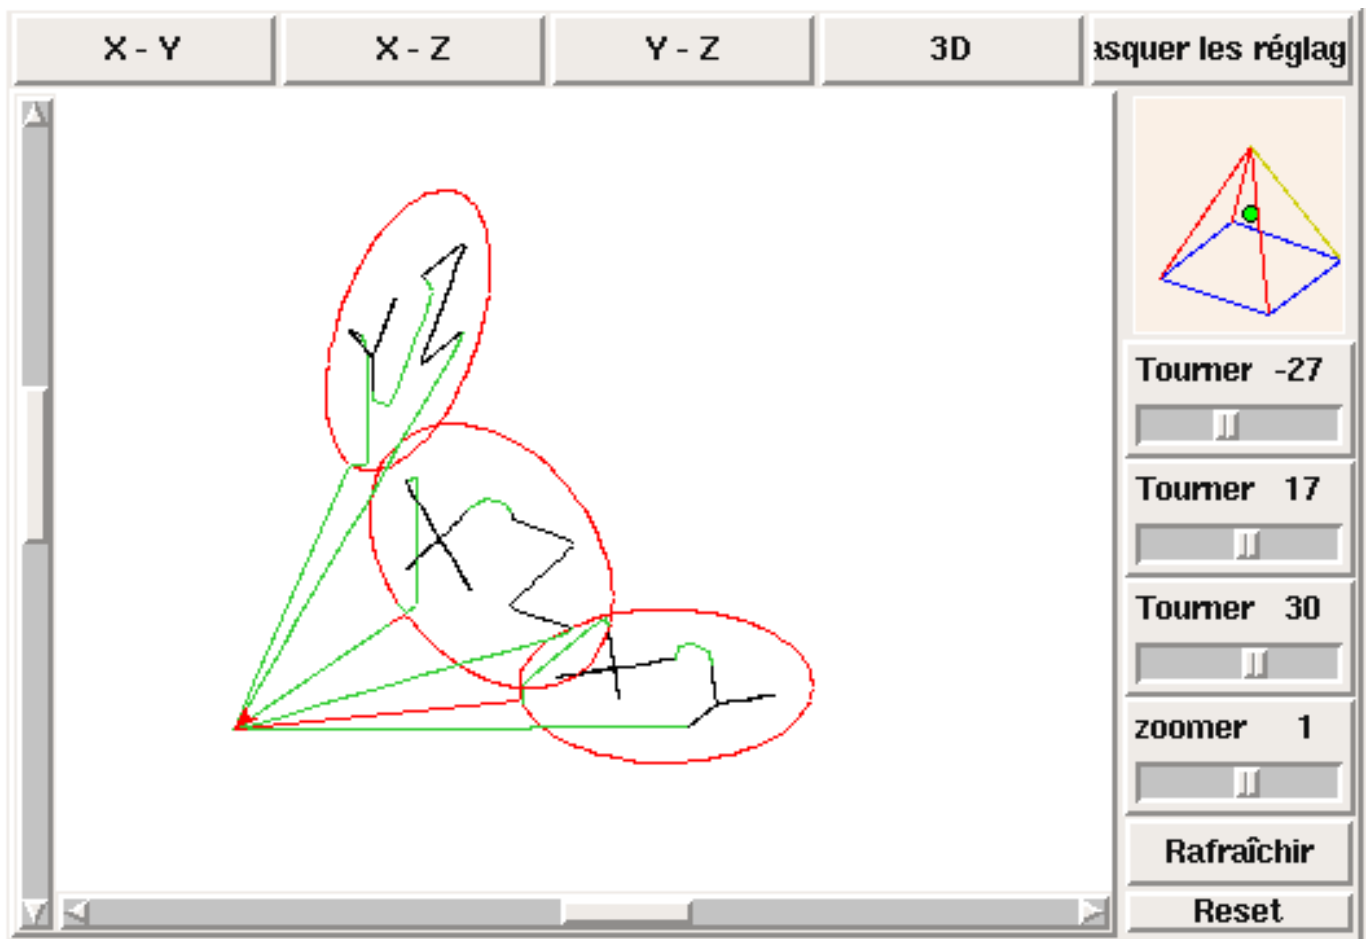 X - Y X - Z Y - Z 3D asquer les réglag
Tourner -27
Tourner 17
Tourner 30
zoomer 1
Rafraîchir
Reset
Y Z
X Z
X Y